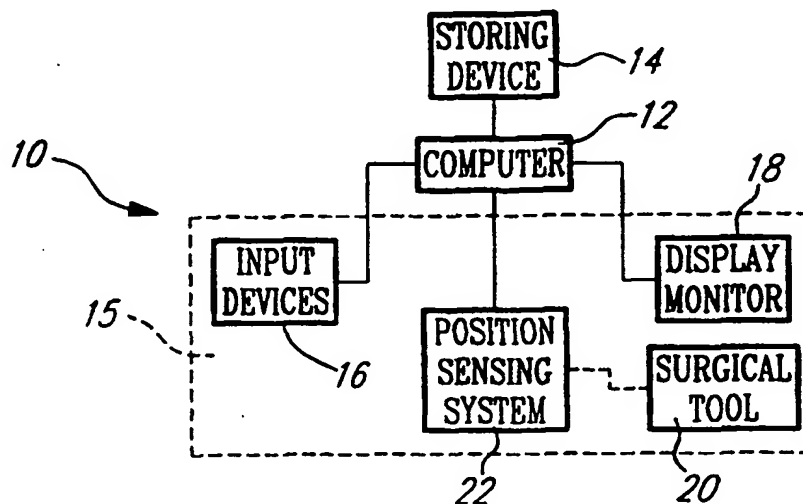 STORING
DEVICE
14
12
COMPUTER
10
18
INPUT
DEVICES
DISPLAY
MONITOR
15
16
POSITION
SENSING
SYSTEM
SURGICAL
TOOL
22
20